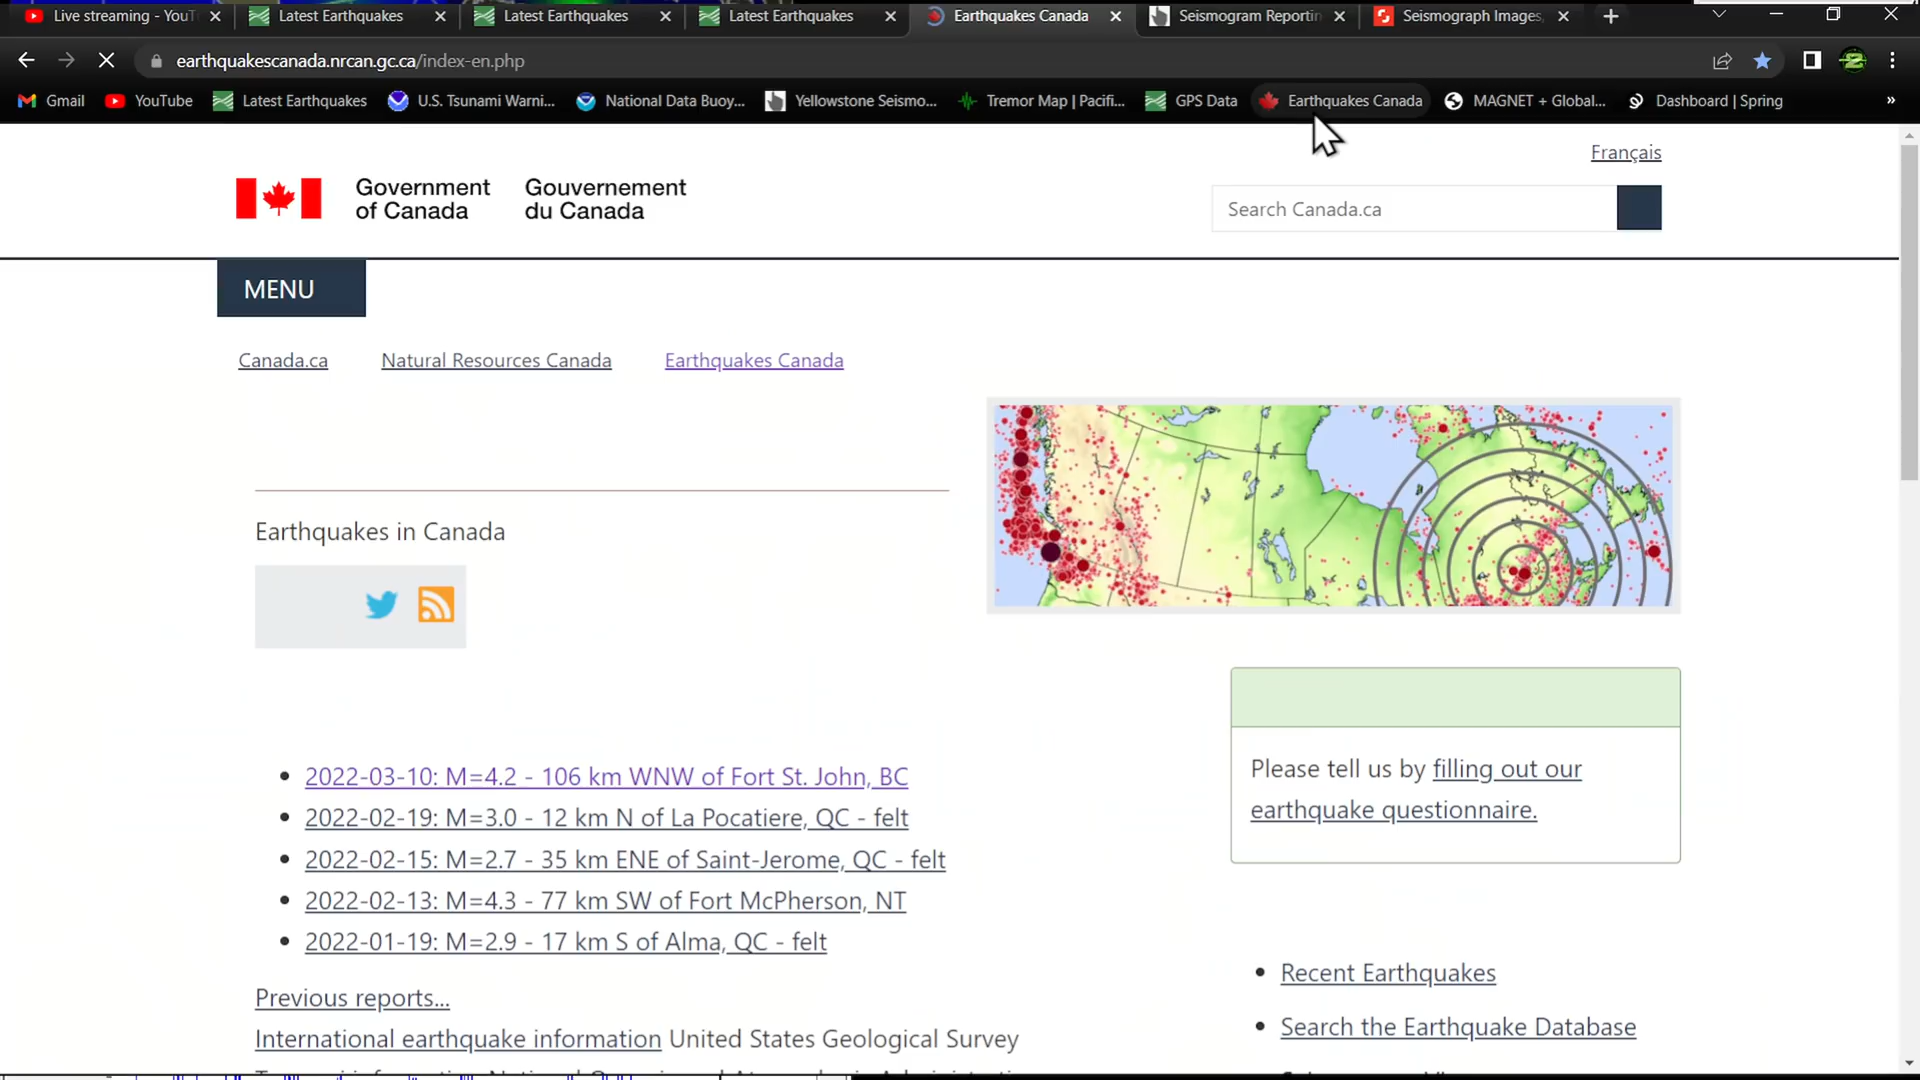 Live streaming - YouT
Latest Earthquakes
Latest Earthquakes
Latest Earthquakes
Earthquakes Canada
Seismogram Reportin
Seismograph Images,
earthquakescanada.nrcan.gc.ca/index-en.php
Gmail
YouTube
Latest Earthquakes
U.S. Tsunami Warni...
National Data Buoy...
Yellowstone Seismo...
Tremor Map | Pacifi...
GPS Data
Earthquakes Canada
MAGNET + Global...
Dashboard | Spring
»
Français
Government
of Canada
Gouvernement
du Canada
Search Canada.ca
MENU
Canada.ca
Natural Resources Canada
Earthquakes Canada
Earthquakes in Canada
2022-03-10: M=4.2 - 106 km WNW of Fort St. John, BC
2022-02-19: M=3.0 - 12 km N of La Pocatiere, QC - felt
2022-02-15: M=2.7 - 35 km ENE of Saint-Jerome, QC - felt
2022-02-13: M=4.3 - 77 km SW of Fort McPherson, NT
2022-01-19: M=2.9 - 17 km S of Alma, QC - felt
Previous reports...
International earthquake information United States Geological Survey
Please tell us by filling out our
earthquake questionnaire.
Recent Earthquakes
Search the Earthquake Database